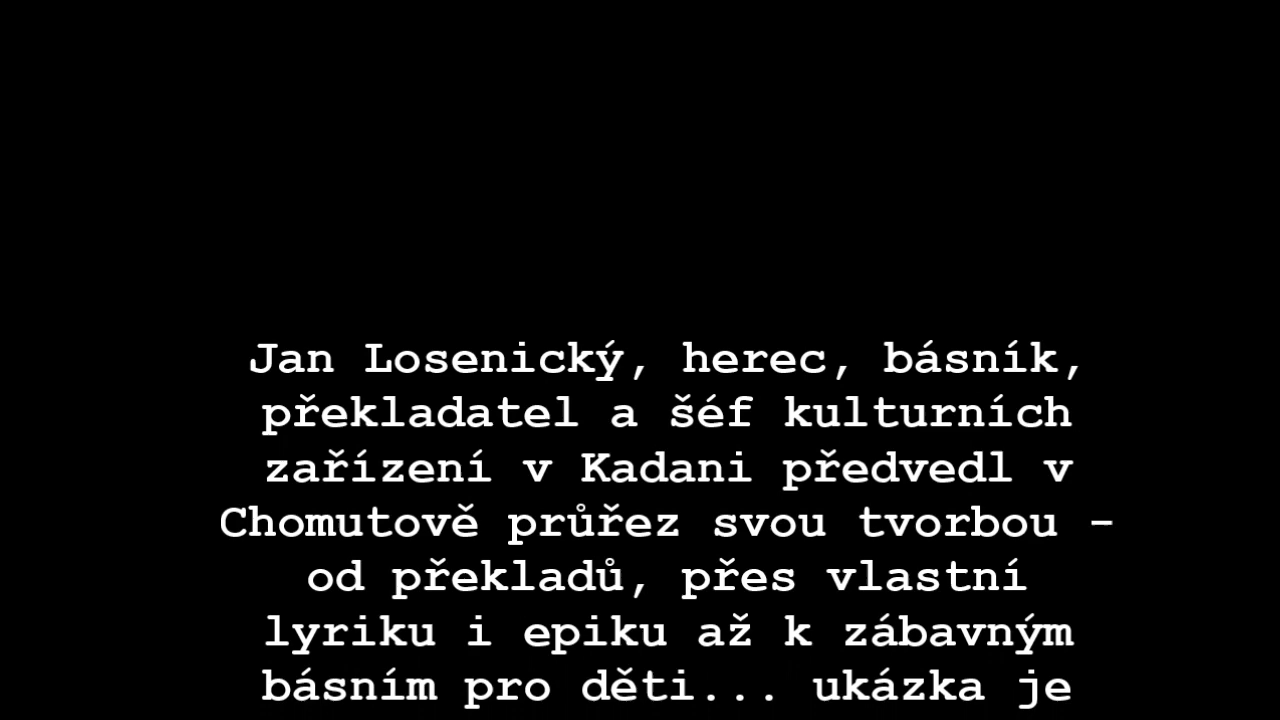 Jan Losenický, herec, básník,
překladatel a šéf kulturních
zařízení v Kadani předvedl v
Chomutově průřez svou tvorbou -
od překladů, přes vlastní
lyriku i epiku až k zábavným
básním pro děti... ukázka je